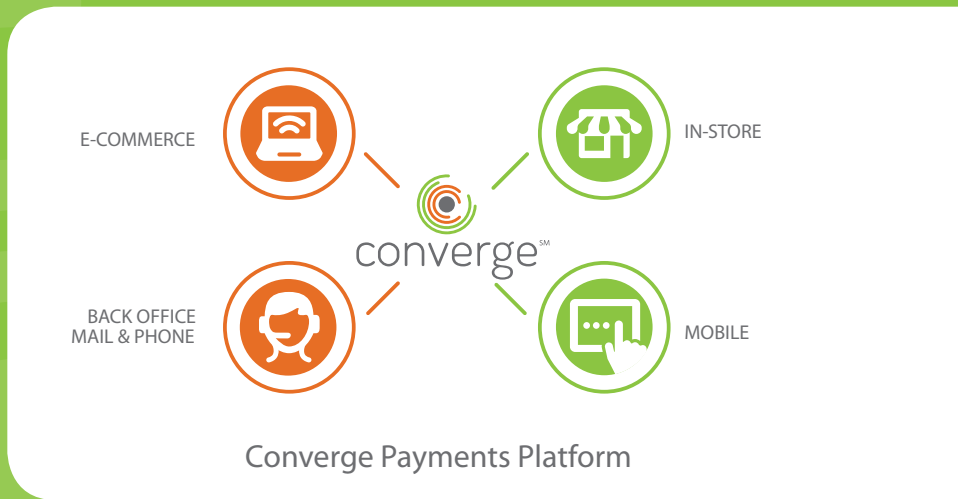 E-COMMERCE
IN-STORE
converge℠
BACK OFFICE
MAIL & PHONE
MOBILE
Converge Payments Platform